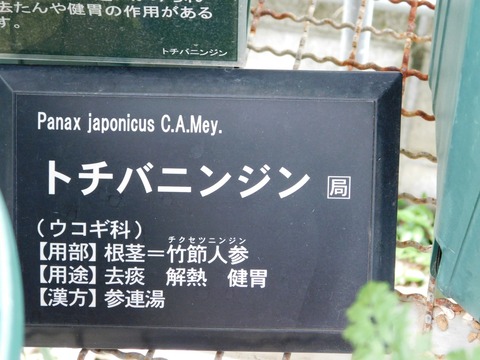 去たんや健胃の作用がある
す。
トチバニンジン
Panax japonicus C.A.Mey.
トチバニンジン 局
(ウコギ科)
チクセツニンジン
【用部】根茎＝竹節人参
【用途】去痰 解熱 健胃
【漢方】参連湯